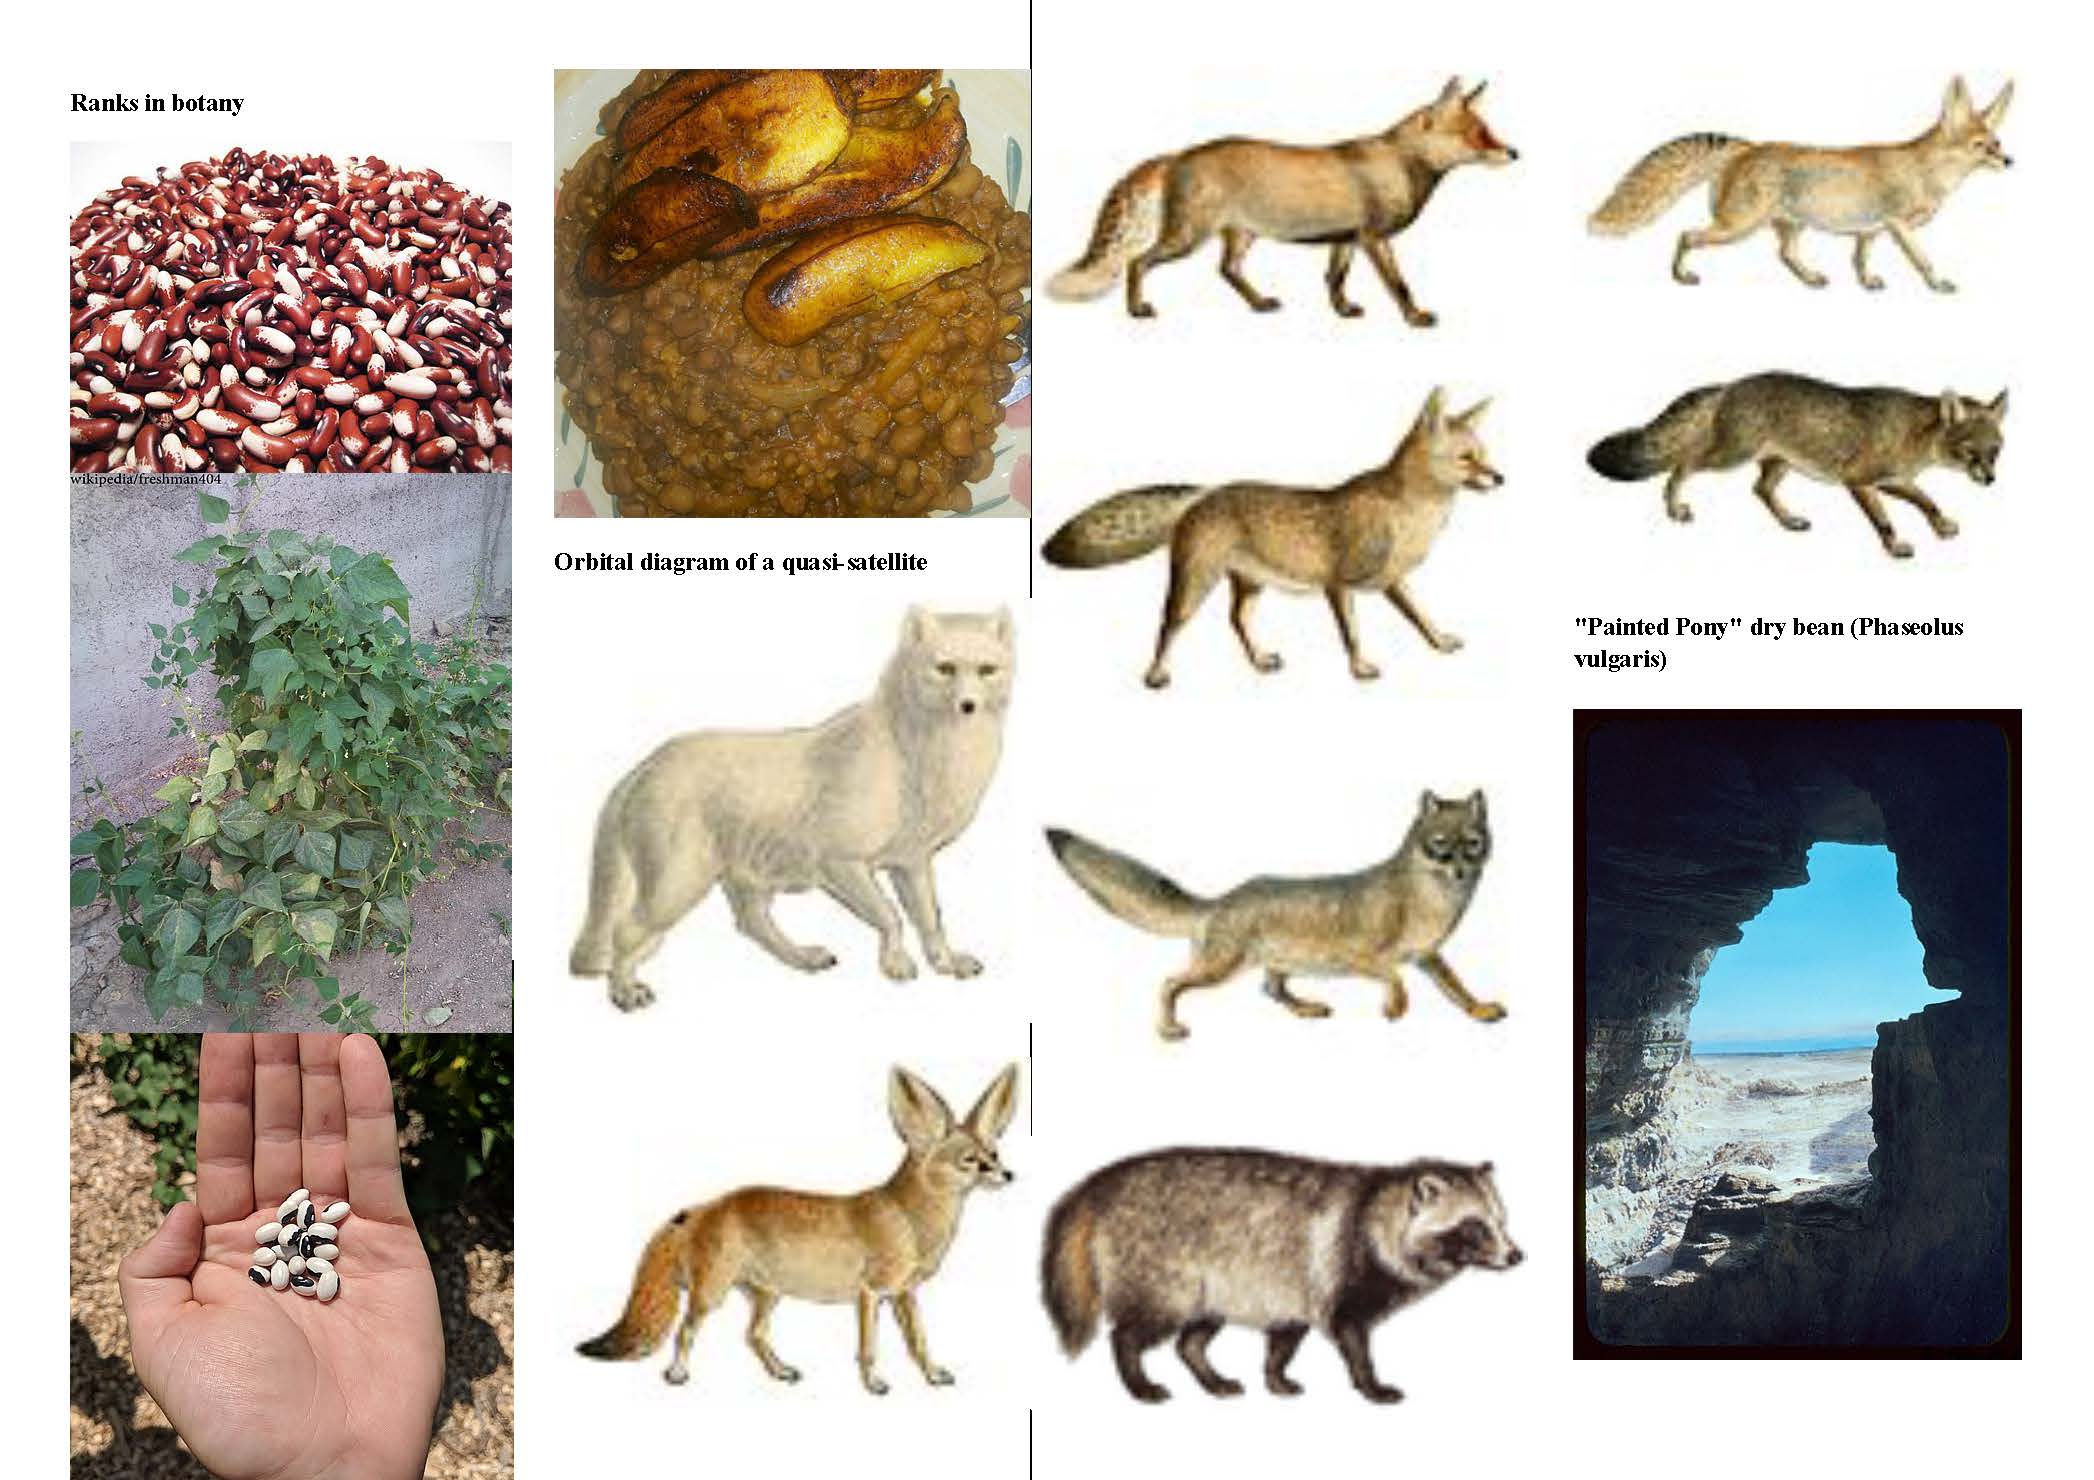 Ranks in botany
wikipedia/freshman404
Orbital diagram of a quasi-satellite
"Painted Pony" dry bean (Phaseolus
vulgaris)